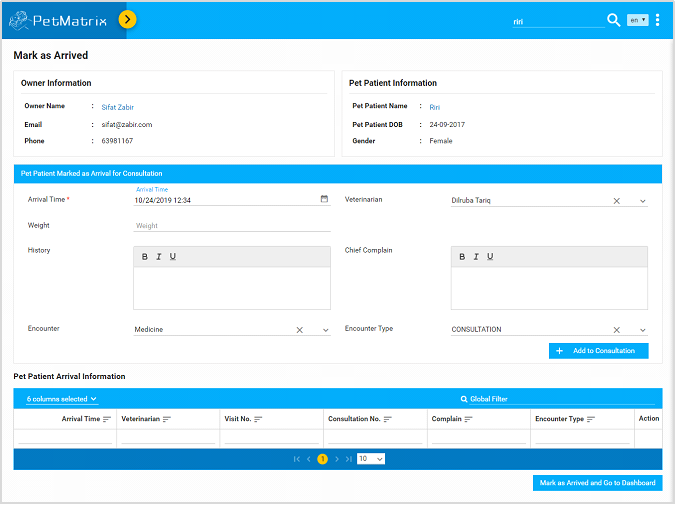 PetMatrix
riri
en
Mark as Arrived
Owner Information
Owner Name : Sifat Zabir
Email : sifat@zabir.com
Phone : 63981167
Pet Patient Information
Pet Patient Name : Riri
Pet Patient DOB : 24-09-2017
Gender : Female
Pet Patient Marked as Arrival for Consultation
Arrival Time
Arrival Time * 10/24/2019 12:34
Veterinarian Dilruba Tariq
Weight Weight
History B I U
Chief Complain B I U
Encounter Medicine
Encounter Type CONSULTATION
+ Add to Consultation
Pet Patient Arrival Information
6 columns selected
Global Filter
Arrival Time Veterinarian Visit No. Consultation No. Complain Encounter Type Action
1 10
Mark as Arrived and Go to Dashboard